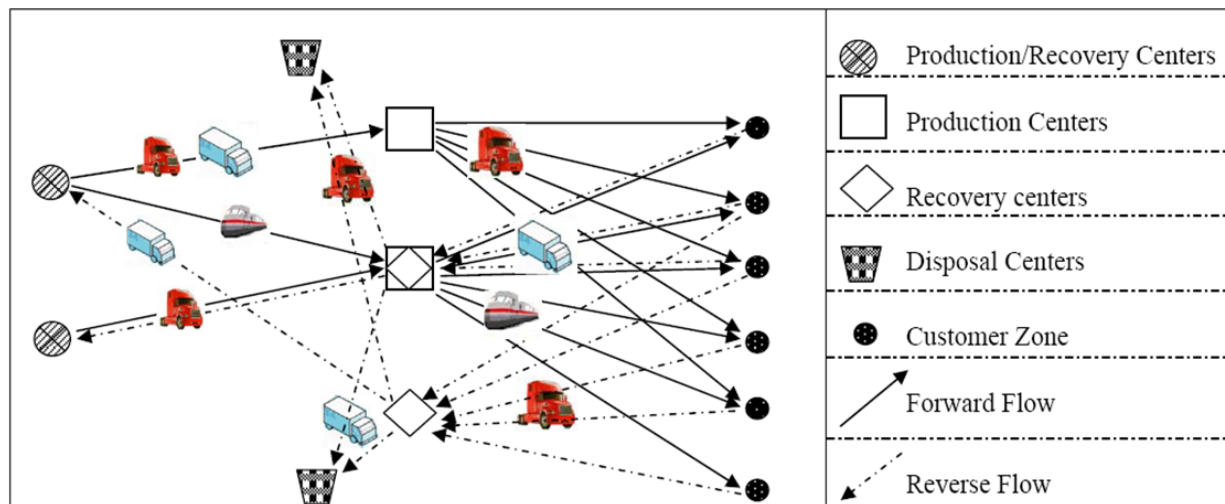 Production/Recovery Centers
Production Centers
Recovery centers
Disposal Centers
Customer Zone
Forward Flow
Reverse Flow